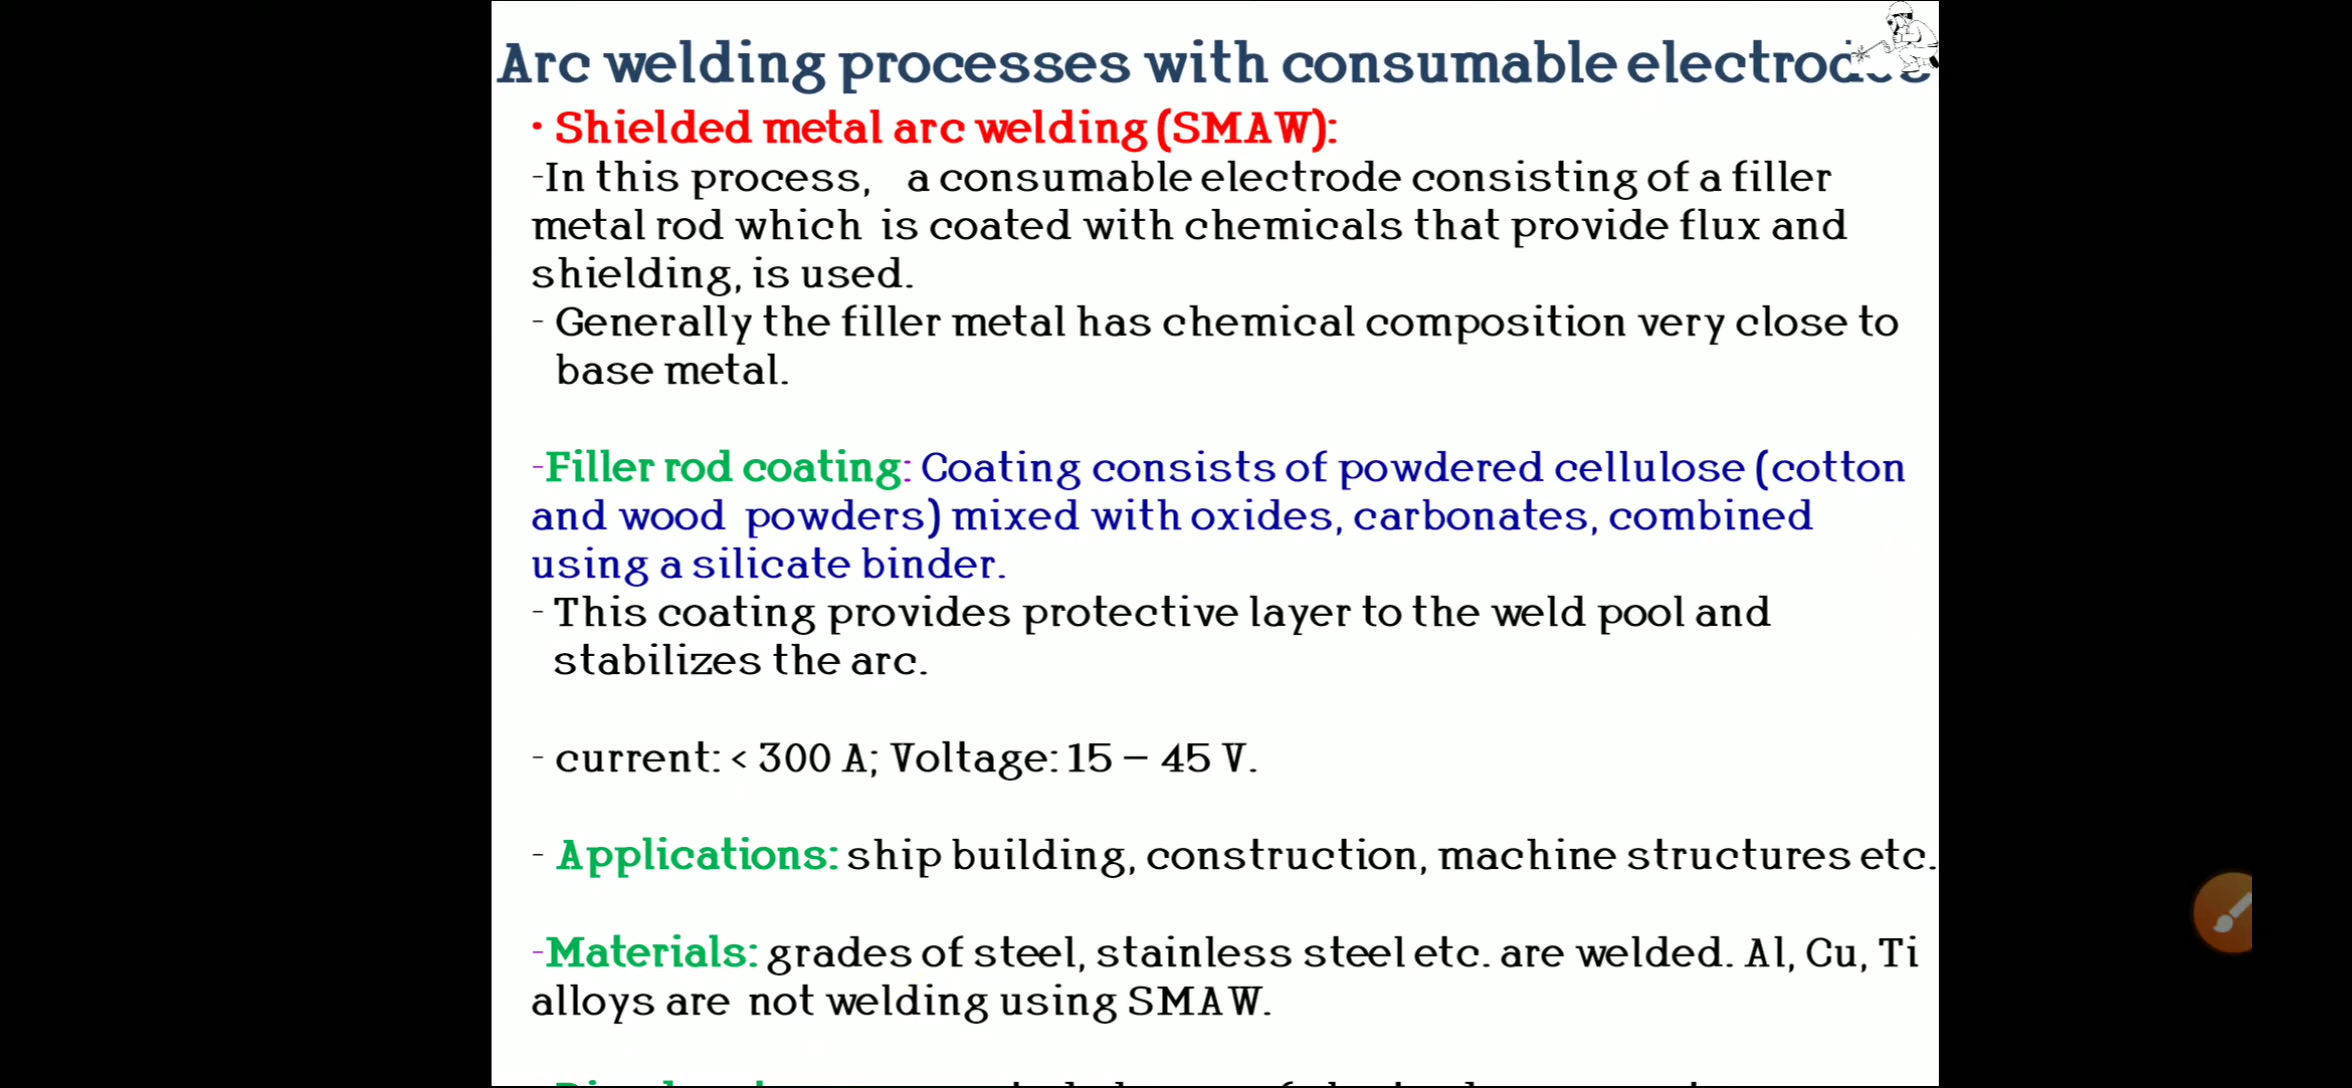 Arc welding processes with consumable
• Shielded metal arc welding (SMAW):
-In this process, a consumable electrode consisting of a filler
metal rod which is coated with chemicals that provide flux and
shielding, is used.
- Generally the filler metal has chemical composition very close to
base metal.
-Filler rod coating: Coating consists of powdered cellulose (cotton
and wood powders) mixed with oxides, carbonates, combined
using a silicate binder.
- This coating provides protective layer to the weld pool and
stabilizes the arc.
- current: < 300 A; Voltage: 15 – 45 V.
- Applications: ship building, construction, machine structures etc.
-Materials: grades of steel, stainless steel etc. are welded. Al, Cu, Ti
alloys are not welding using SMAW.